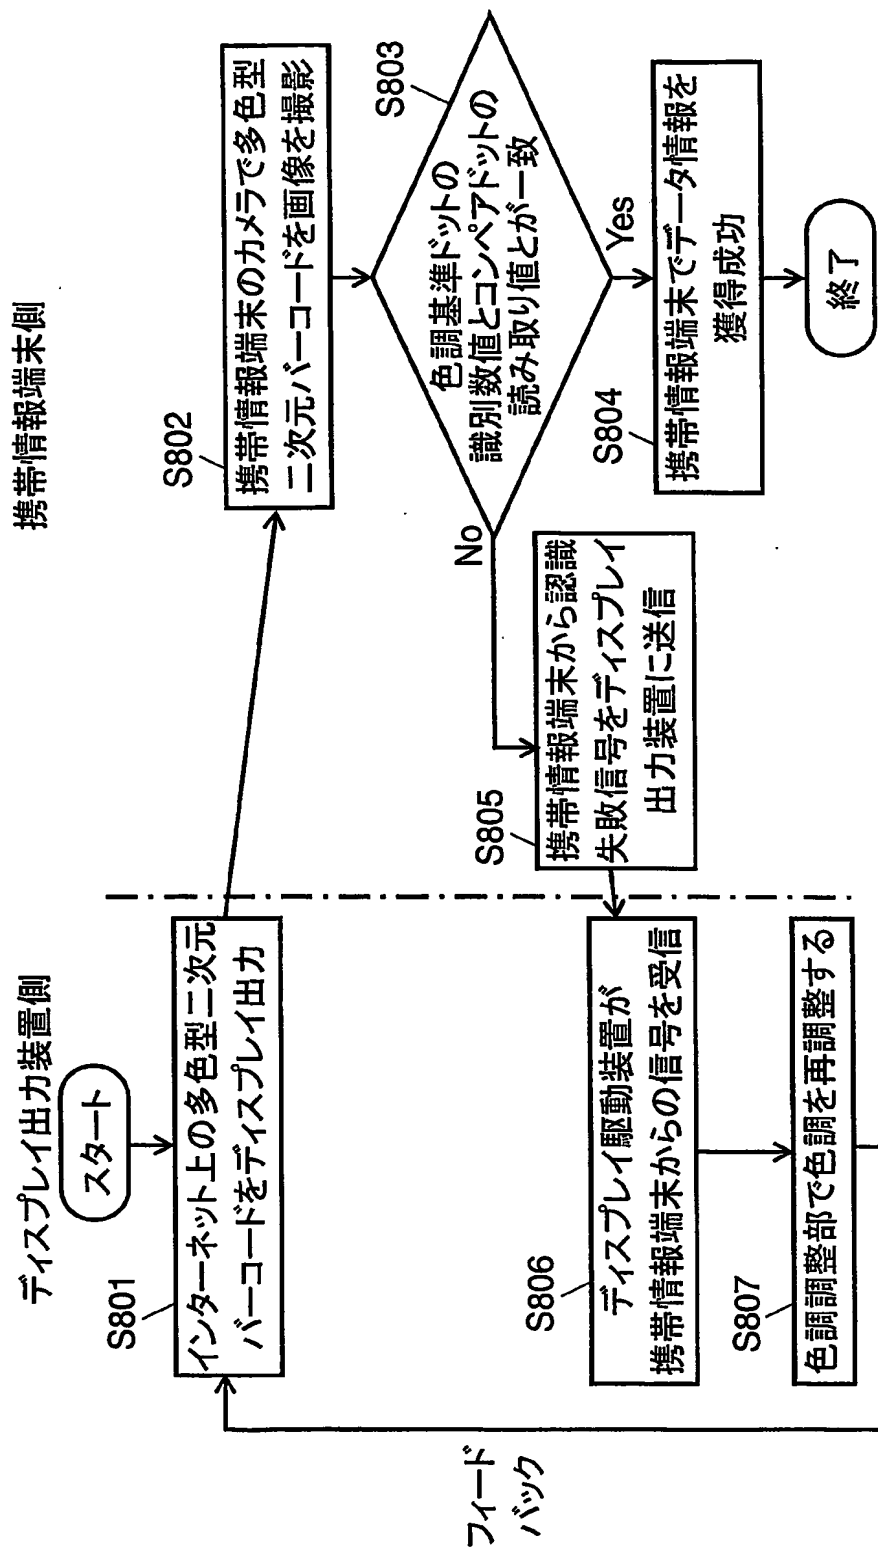 ディスプレイ出力装置側
スタート
S801
インターネット上の多色型二次元
バーコードをディスプレイ出力
携帯情報端末側
S802
携帯情報端末のカメラで多色型
二次元バーコードを画像を撮影
S803
色調基準ドットの
識別数値とコンペアドットの
読み取り値とが一致
Yes
No
S804
携帯情報端末でデータ情報を
獲得成功
終了
S805
携帯情報端末から認識
失敗信号をディスプレイ
出力装置に送信
S806
ディスプレイ駆動装置が
携帯情報端末からの信号を受信
S807
色調調整部で色調を再調整する
フィード
バック